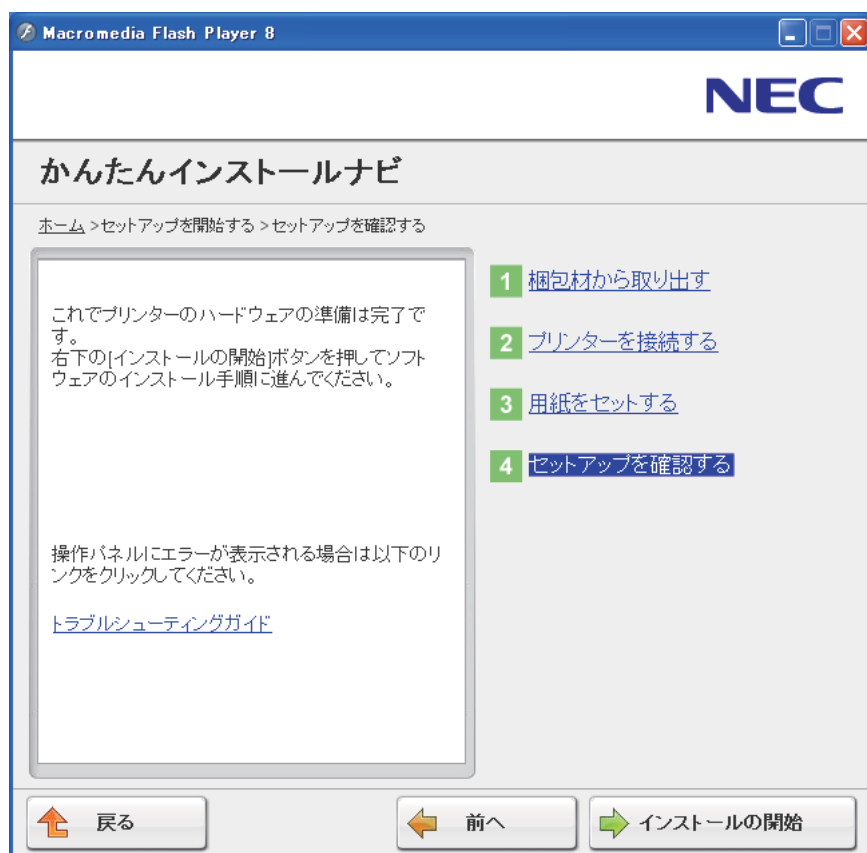 Macromedia Flash Player 8
NEC
かんたんインストールナビ
ホーム >セットアップを開始する >セットアップを確認する
これでプリンターのハードウェアの準備は完了で
す。
右下の[インストールの開始]ボタンを押してソフト
ウェアのインストール手順に進んでください。
操作パネルにエラーが表示される場合は以下のリ
ンクをクリックしてください。
トラブルシューティングガイド
1 梱包材から取り出す
2 プリンターを接続する
3 用紙をセットする
4 セットアップを確認する
戻る
前へ
インストールの開始